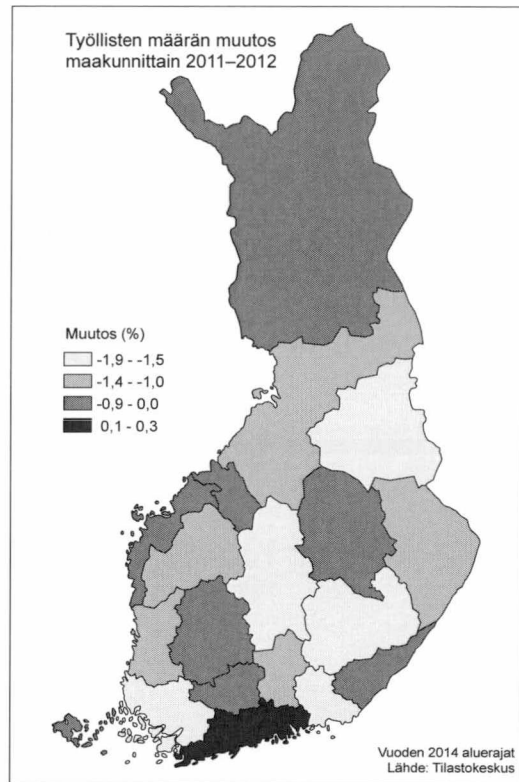 Työllisten määrän muutos
maakunnittain 2011–2012
Muutos (%)
-1,9 - -1,5
-1,4 - -1,0
-0,9 - 0,0
0,1 - 0,3
Vuoden 2014 aluerajat
Lähde: Tilastokeskus